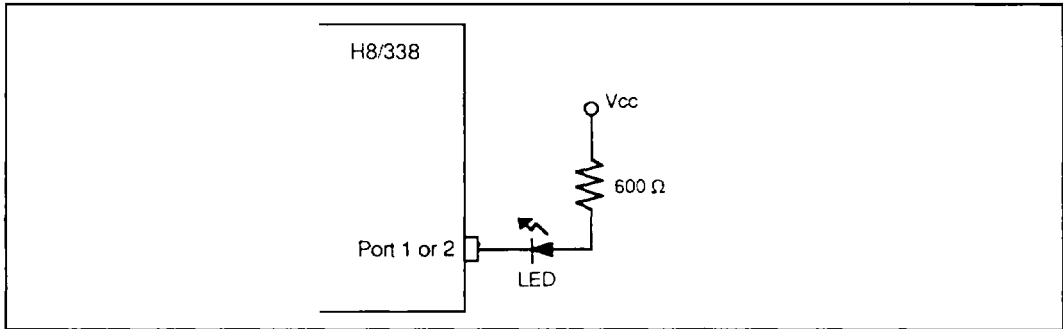 H8/338
Vcc
600 Ω
Port 1 or 2
LED